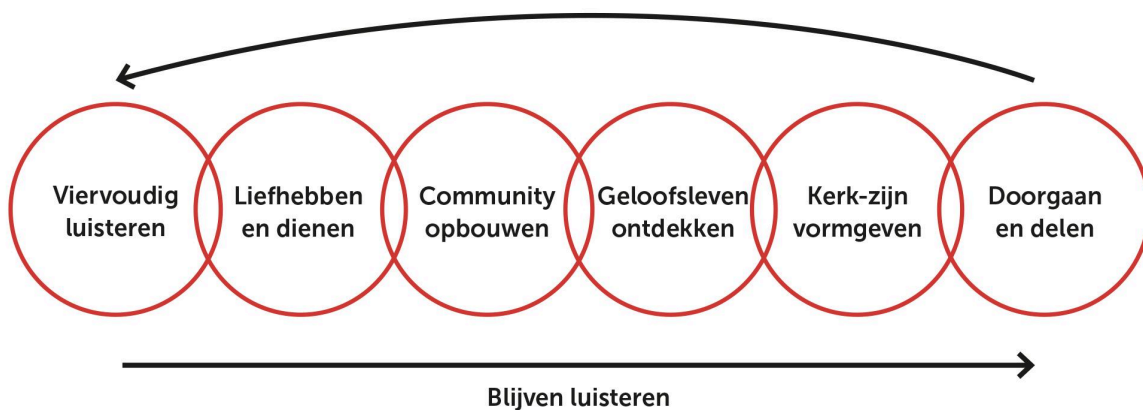 Viervoudig
luisteren
Liefhebben
en dienen
Community
opbouwen
Geloofsleven
ontdekken
Kerk-zijn
vormgeven
Doorgaan
en delen
Blijven luisteren